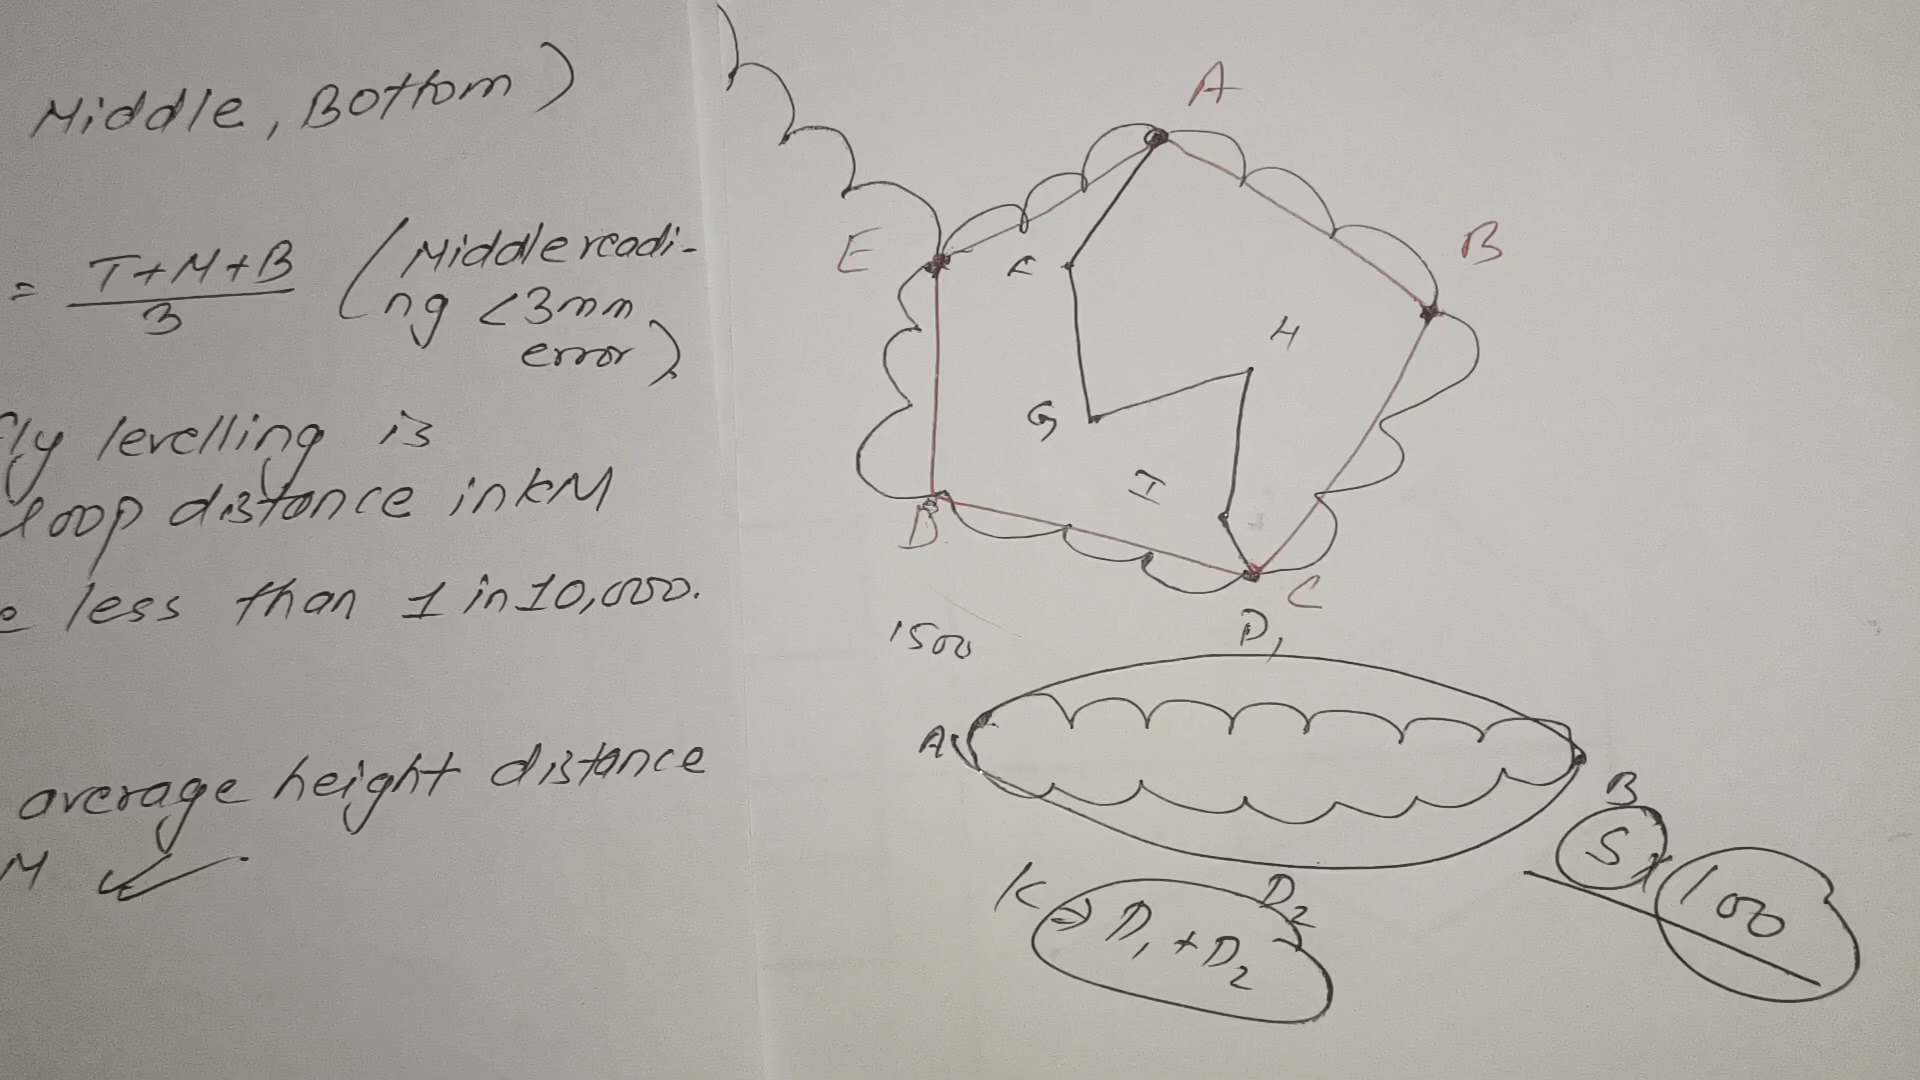 Middle, Bottom)
= T+M+B / 3 (Middle readi-
ng <3mm
error)
fly levelling is
loop distance in KM
less than 1 in 10,000.
average height distance
M
A
B
E
F
H
G
I
D
C
1500
D1
A
B
D2
K => D1 + D2
S x 100